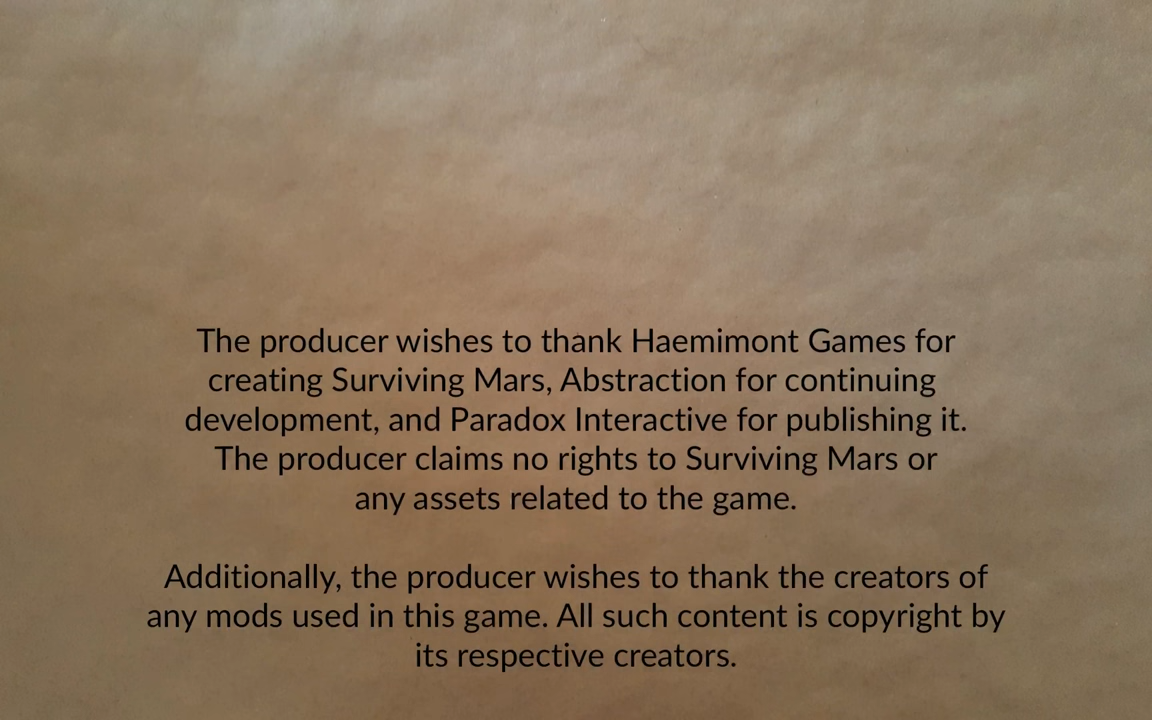 The producer wishes to thank Haemimont Games for
creating Surviving Mars, Abstraction for continuing
development, and Paradox Interactive for publishing it.
The producer claims no rights to Surviving Mars or
any assets related to the game.
Additionally, the producer wishes to thank the creators of
any mods used in this game. All such content is copyright by
its respective creators.